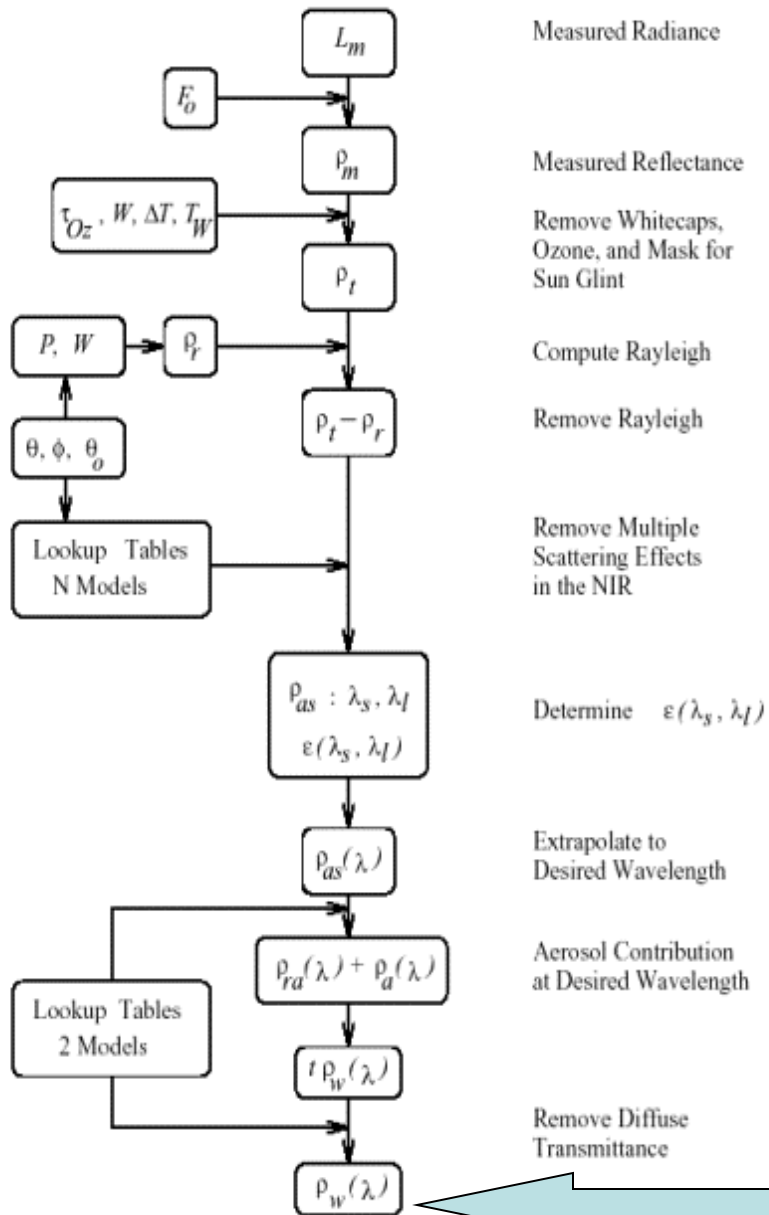 L_m Measured Radiance
F_o
ρ_m Measured Reflectance
τ_Oz , W, ΔT, T_W Remove Whitecaps,
Ozone, and Mask for
ρ_t Sun Glint
P, W ρ_r Compute Rayleigh
ρ_t − ρ_r Remove Rayleigh
θ, ϕ, θ_o
Lookup Tables
N Models
Remove Multiple
Scattering Effects
in the NIR
ρ_as : λ_s, λ_l
ε(λ_s, λ_l)
Determine ε(λ_s, λ_l)
ρ_as(λ)
Extrapolate to
Desired Wavelength
ρ_ra(λ) + ρ_a(λ)
Aerosol Contribution
at Desired Wavelength
Lookup Tables
2 Models
t ρ_w(λ)
Remove Diffuse
Transmittance
ρ_w(λ)